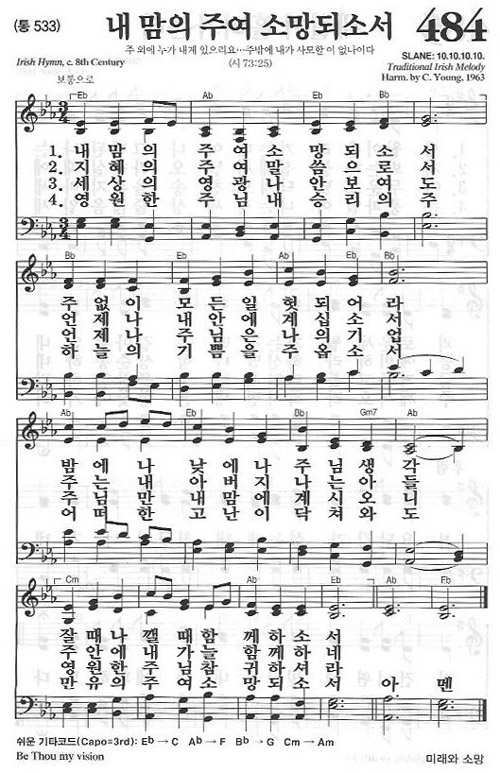 (통 533) 내 맘의 주여 소망되소서 484
주 외에 누가 내게 있으리요…주밖에 내가 사모한 이 없나이다
(시 73:25)
Irish Hymn, c. 8th Century
SLANE: 10.10.10.10.
Traditional Irish Melody
Harm. by C. Young, 1963
보통으로
Eb Ab Eb Bb
1. 내 맘 의 주 여 소 망 되 소 서
2. 지 혜 의 주 여 말 씀 으 로 서
3. 세 상 의 영 광 나 안 보 여 도
4. 영 원 한 주 님 내 승 리 의 주
Bb Eb Ab Eb Bb
주 없 이 모 든 일 헛 되 어 라
언 제 나 내 안 에 계 십 소 서
언 제 나 주 님 은 나 의 기 업
하 늘 의 기 쁨 을 주 옵 소 서
Ab Eb Bb Gm7 Ab
밤 에 나 낮 에 나 주 님 생 각
주 는 내 아 버 지 나 는 아 들
주 님 만 내 맘 에 계 시 오 니
어 떠 한 고 난 이 닥 쳐 와 도
Cm Eb Ab Eb Ab Eb
잘 때 나 깰 때 함 께 하 소 서
주 안 에 내 가 늘 함 께 하 네
영 원 한 주 님 참 귀 하 셔 라
만 유 의 주 여 소 망 되 소 서 아 멘
쉬운 기타코드(Capo=3rd): Eb → C Ab → F Bb → G Cm → Am
Be Thou my vision
미래와 소망